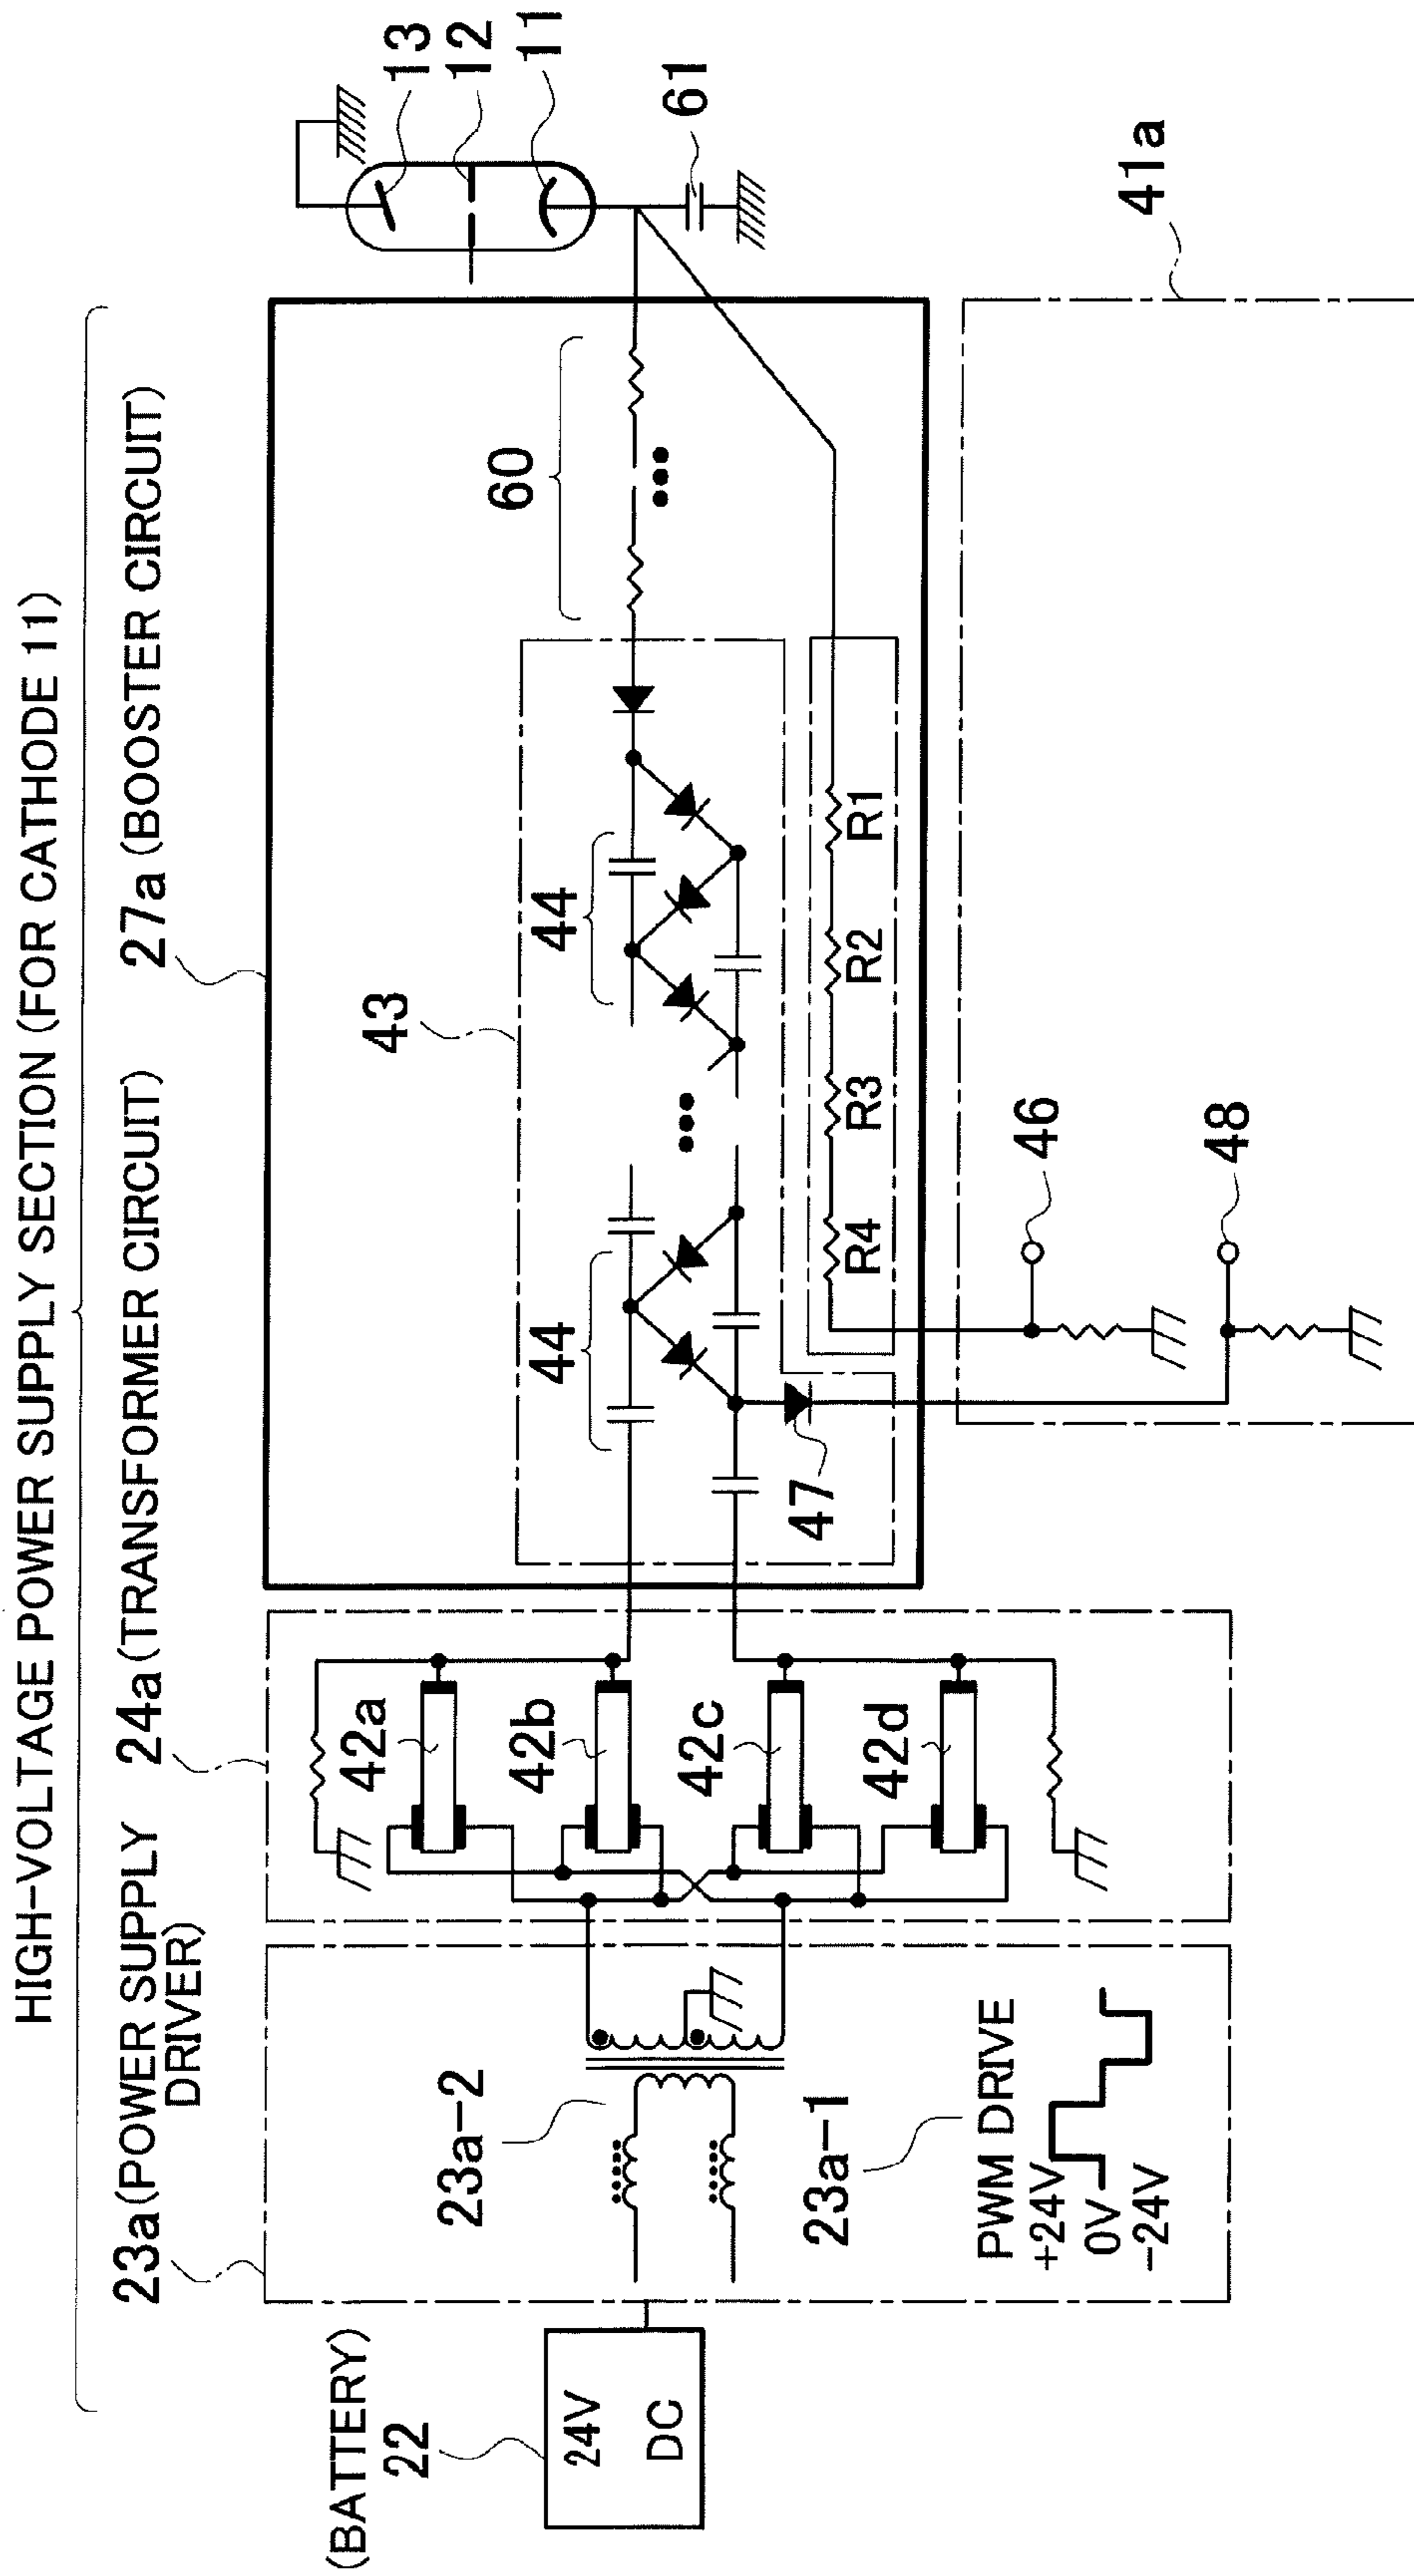 HIGH-VOLTAGE POWER SUPPLY SECTION (FOR CATHODE 11)
23a (POWER SUPPLY
DRIVER)
24a (TRANSFORMER CIRCUIT)
27a (BOOSTER CIRCUIT)
(BATTERY)
22
24V
DC
23a-2
23a-1
PWM DRIVE
+24V
0V
-24V
42a
42b
42c
42d
43
44
44
47
60
R4
R3
R2
R1
13
12
11
61
46
48
41a